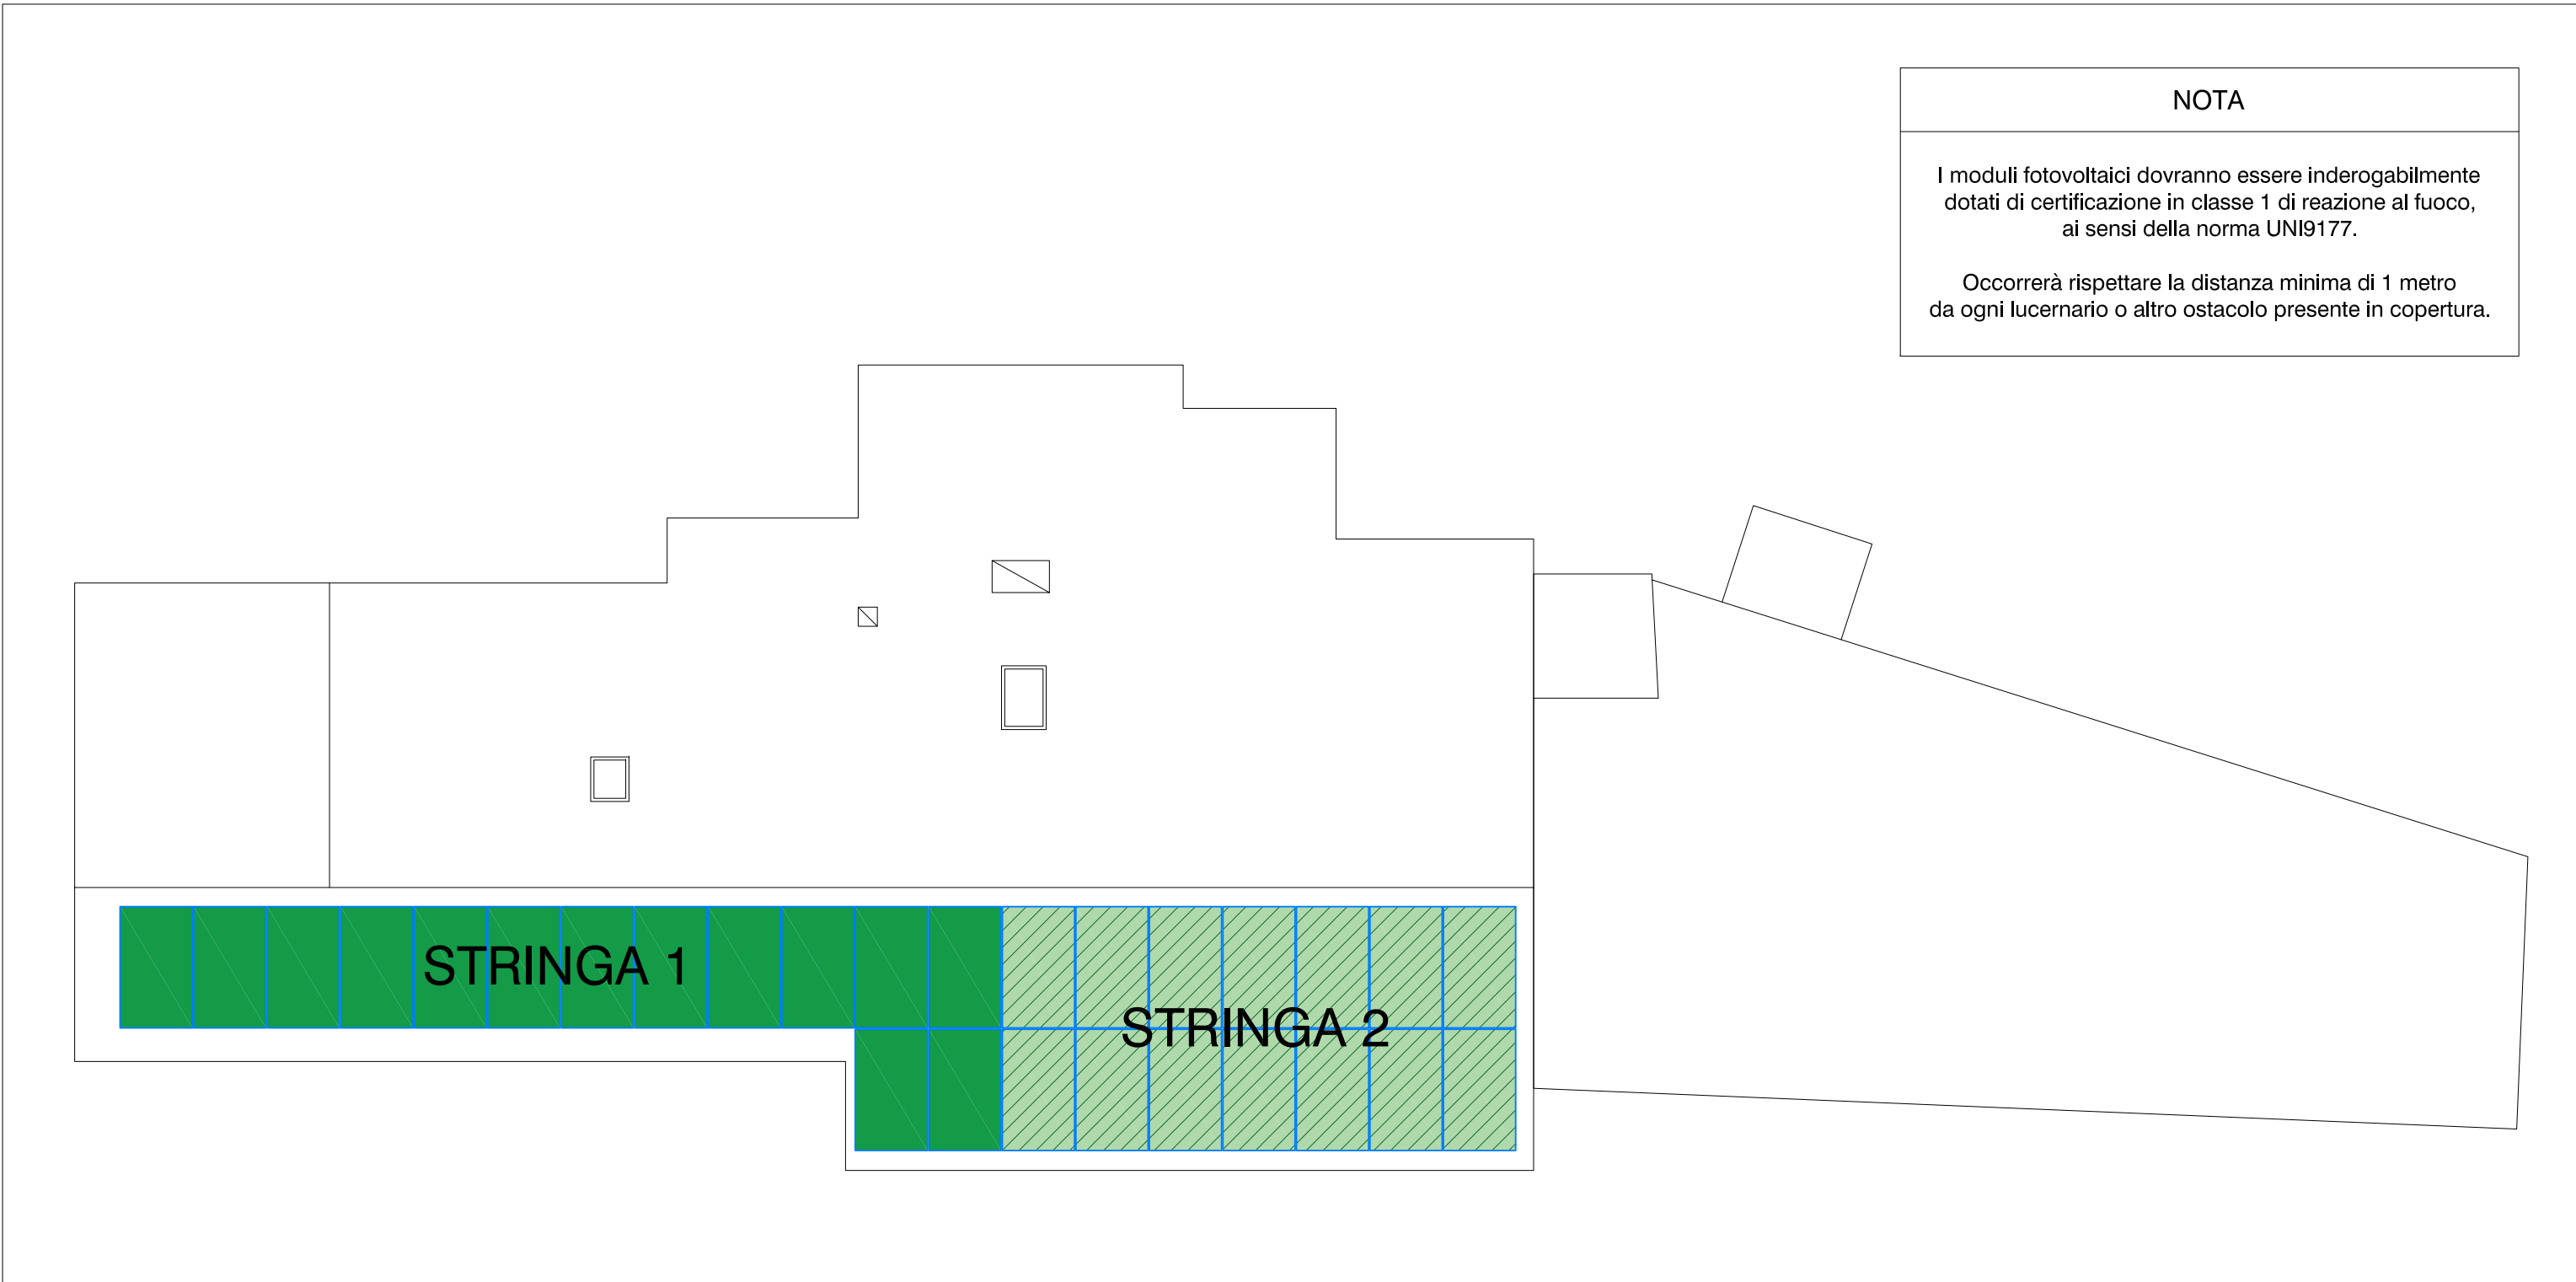 NOTA
I moduli fotovoltaici dovranno essere inderogabilmente
dotati di certificazione in classe 1 di reazione al fuoco,
ai sensi della norma UNI9177.
Occorrerà rispettare la distanza minima di 1 metro
da ogni lucernario o altro ostacolo presente in copertura.
STRINGA 1
STRINGA 2